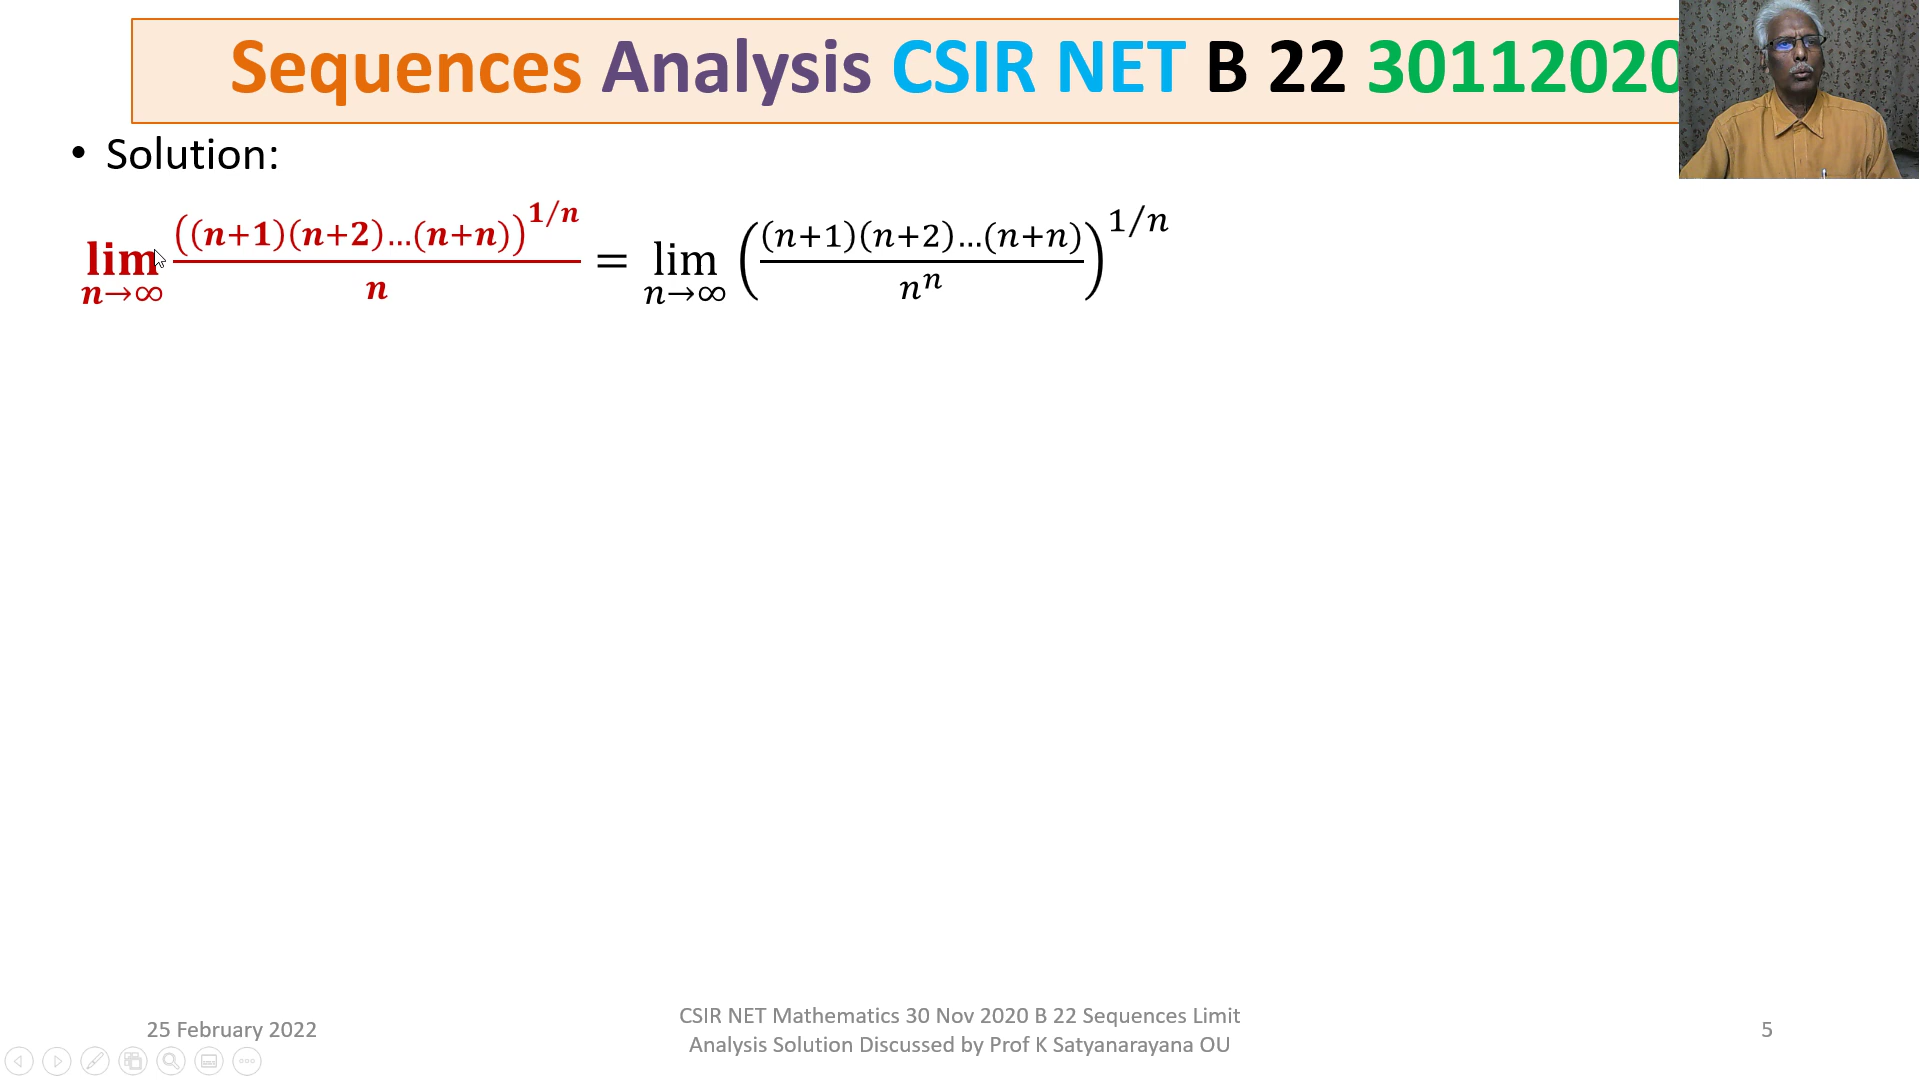 Sequences Analysis CSIR NET B 22 30112020
• Solution:
lim_{n→∞} ((n+1)(n+2)…(n+n))^{1/n} / n = lim_{n→∞} ((n+1)(n+2)…(n+n) / n^n)^{1/n}
25 February 2022
CSIR NET Mathematics 30 Nov 2020 B 22 Sequences Limit
Analysis Solution Discussed by Prof K Satyanarayana OU
5